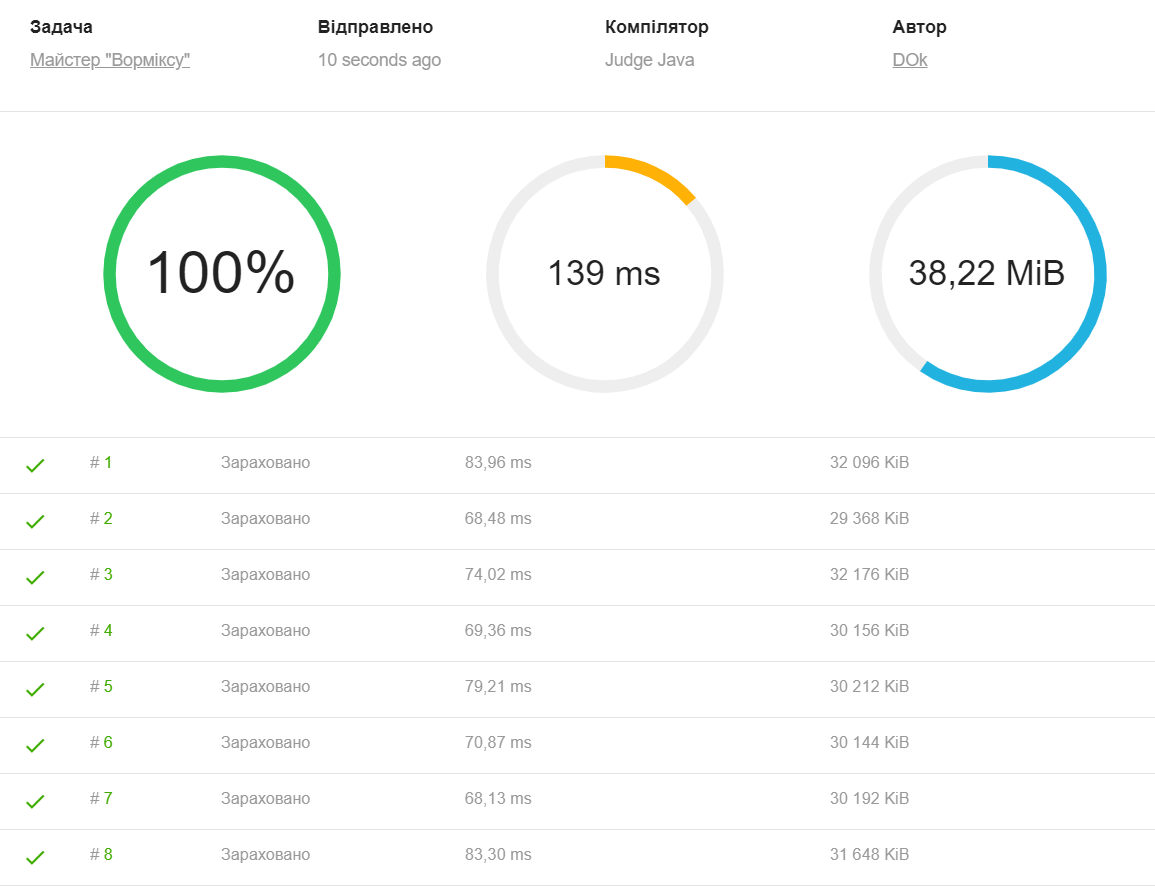 Задача Відправлено Компілятор Автор
Майстер "Ворміксу" 10 seconds ago Judge Java DOk
100% 139 ms 38,22 MiB
# 1 Зараховано 83,96 ms 32 096 KiB
# 2 Зараховано 68,48 ms 29 368 KiB
# 3 Зараховано 74,02 ms 32 176 KiB
# 4 Зараховано 69,36 ms 30 156 KiB
# 5 Зараховано 79,21 ms 30 212 KiB
# 6 Зараховано 70,87 ms 30 144 KiB
# 7 Зараховано 68,13 ms 30 192 KiB
# 8 Зараховано 83,30 ms 31 648 KiB